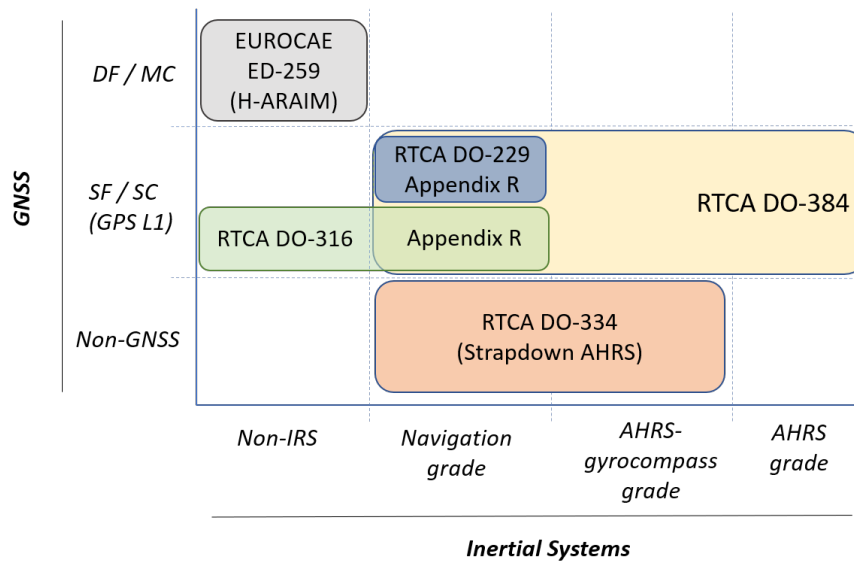 EUROCAE
ED-259
(H-ARAIM)
DF / MC
GNSS
RTCA DO-229
Appendix R
SF / SC
(GPS L1)
RTCA DO-384
RTCA DO-316
Appendix R
Non-GNSS
RTCA DO-334
(Strapdown AHRS)
Non-IRS
Navigation
grade
AHRS-
gyrocompass
grade
AHRS
grade
Inertial Systems